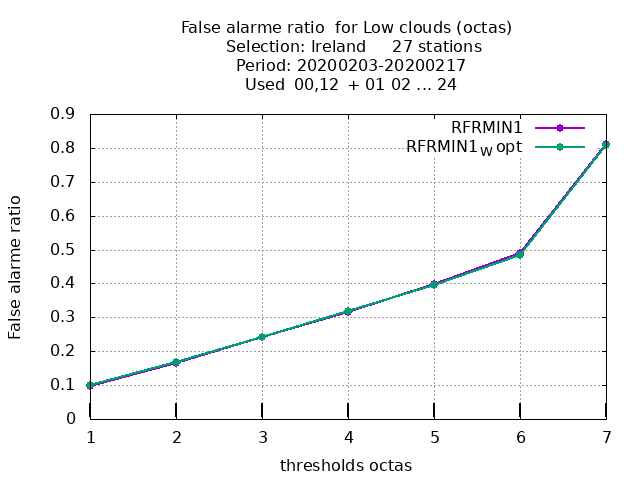 False alarme ratio  for Low clouds (octas)
Selection: Ireland     27 stations
Period: 20200203-20200217
Used  00,12  + 01 02 ... 24
RFRMIN1
RFRMIN1_W opt
False alarme ratio
0.9
0.8
0.7
0.6
0.5
0.4
0.3
0.2
0.1
0
1 2 3 4 5 6 7
thresholds octas